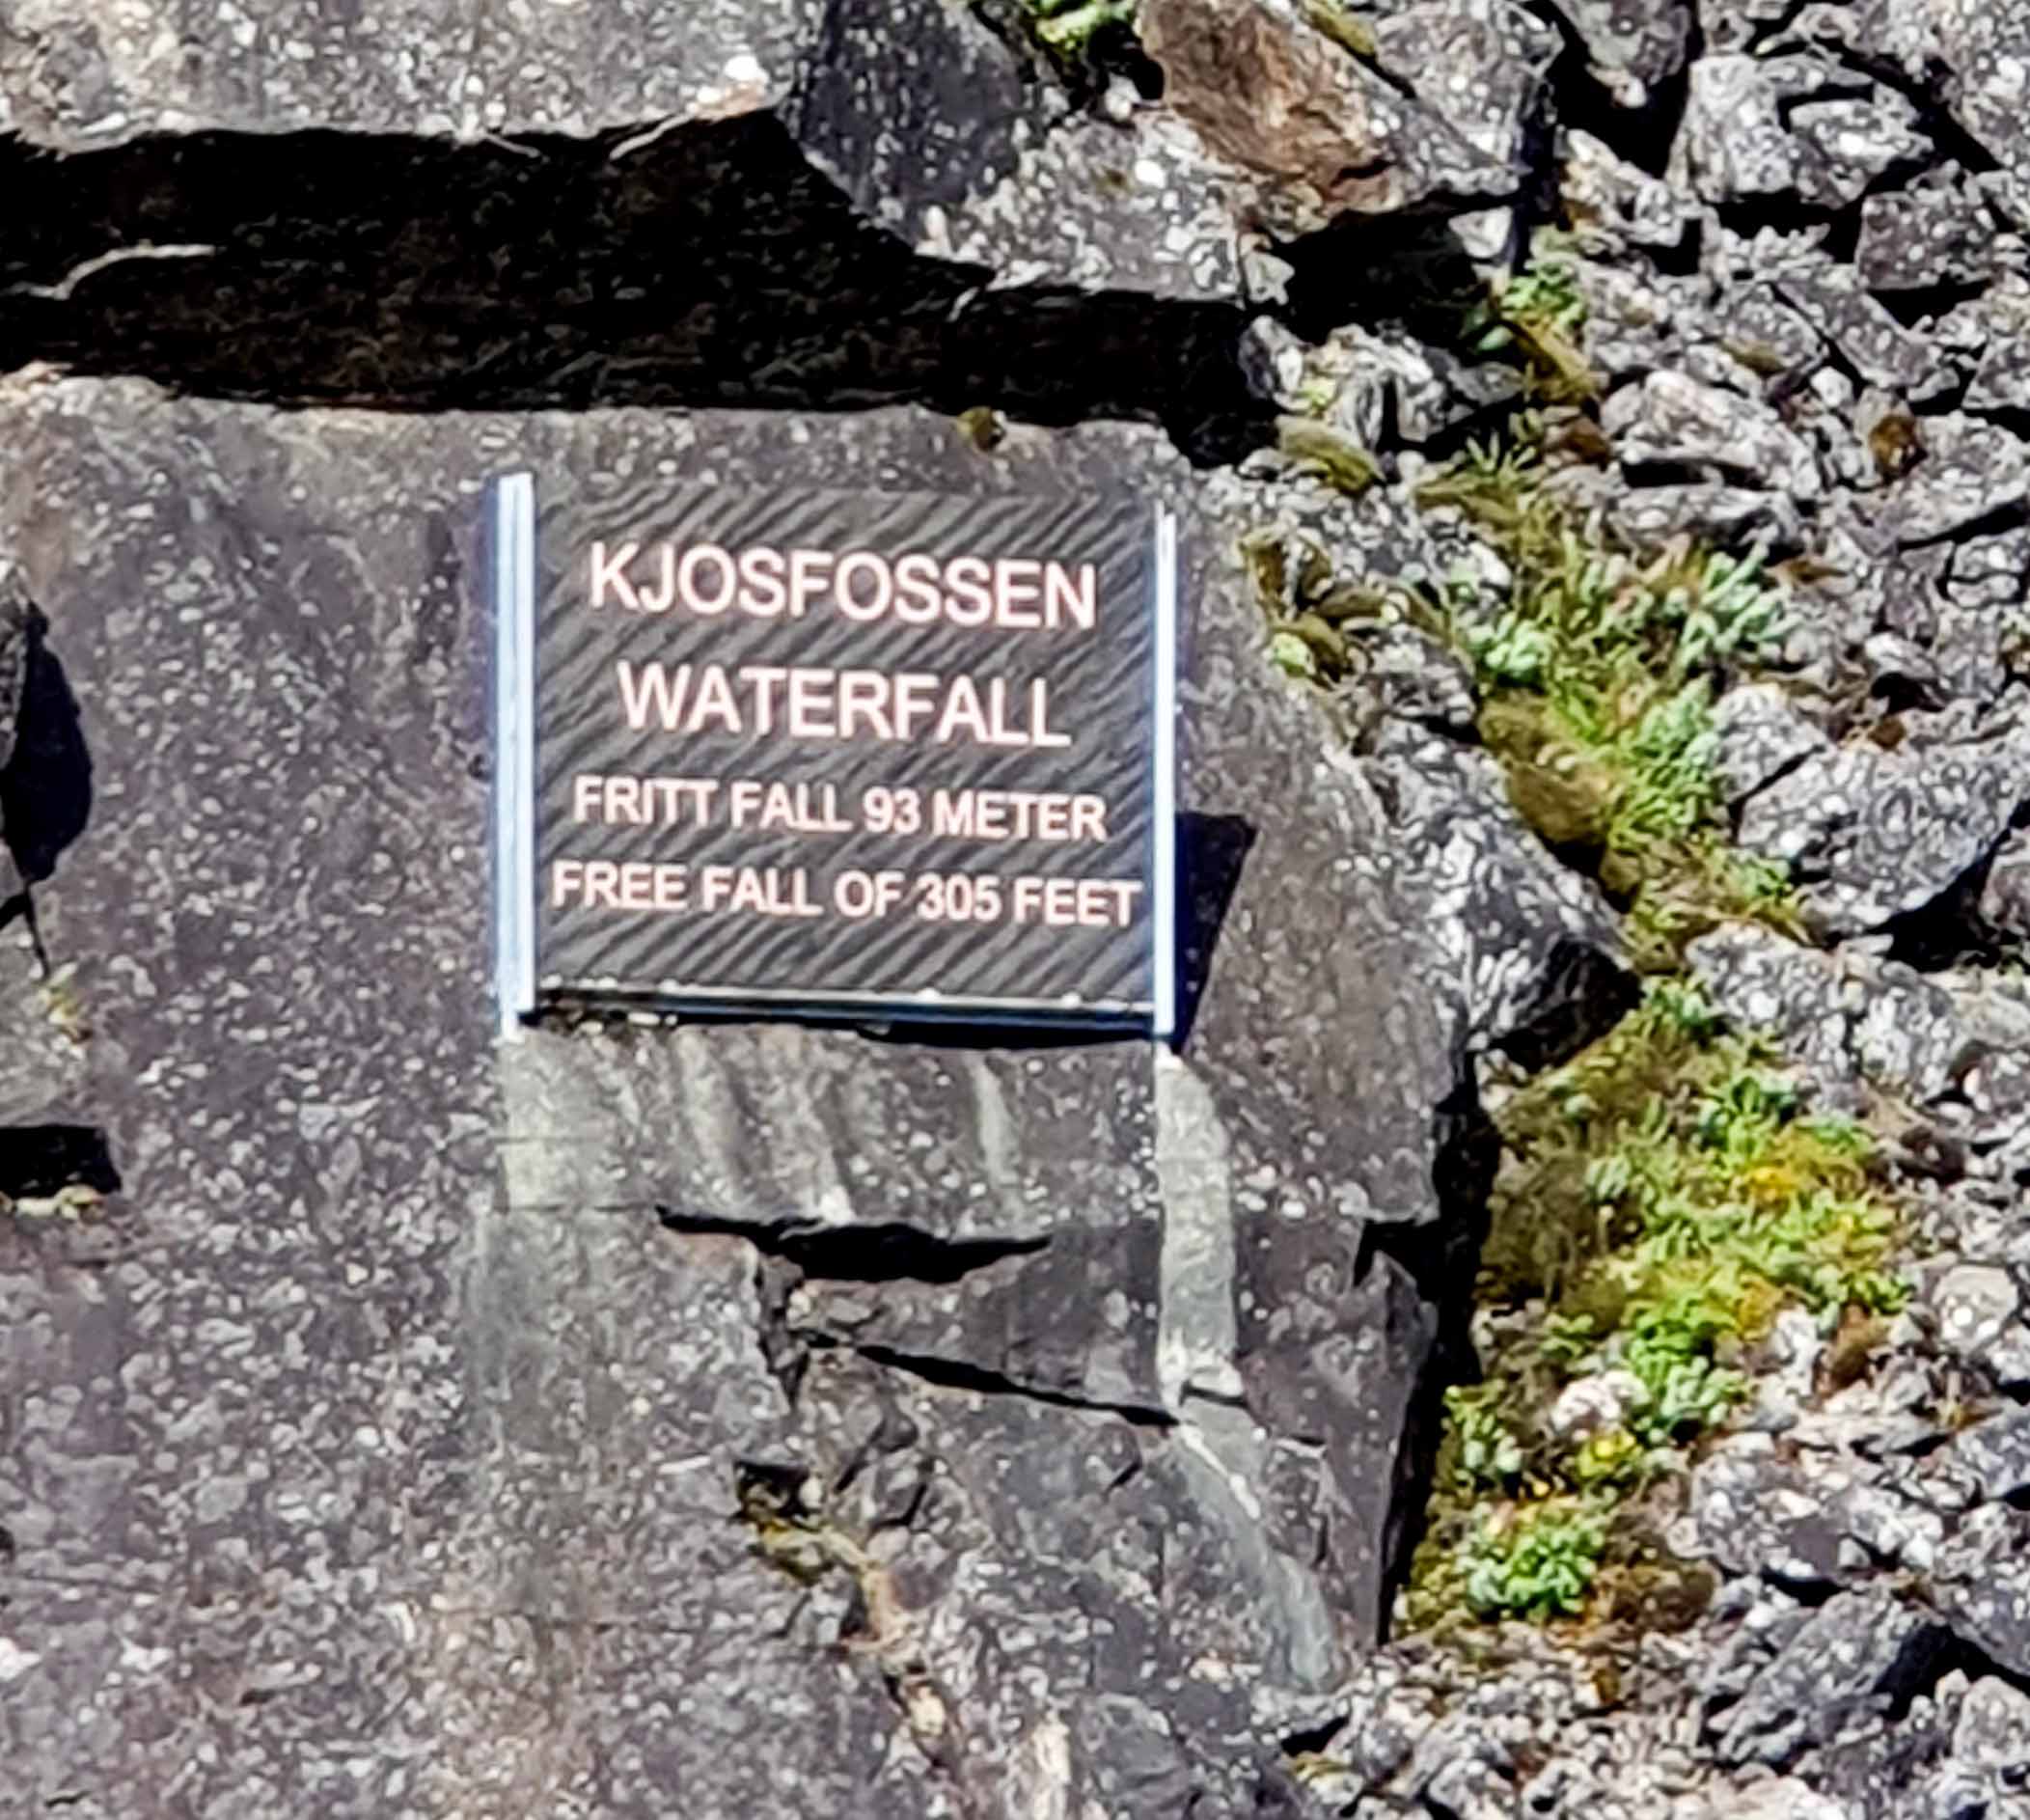 KJOSFOSSEN
WATERFALL
FRITT FALL 93 METER
FREE FALL OF 305 FEET